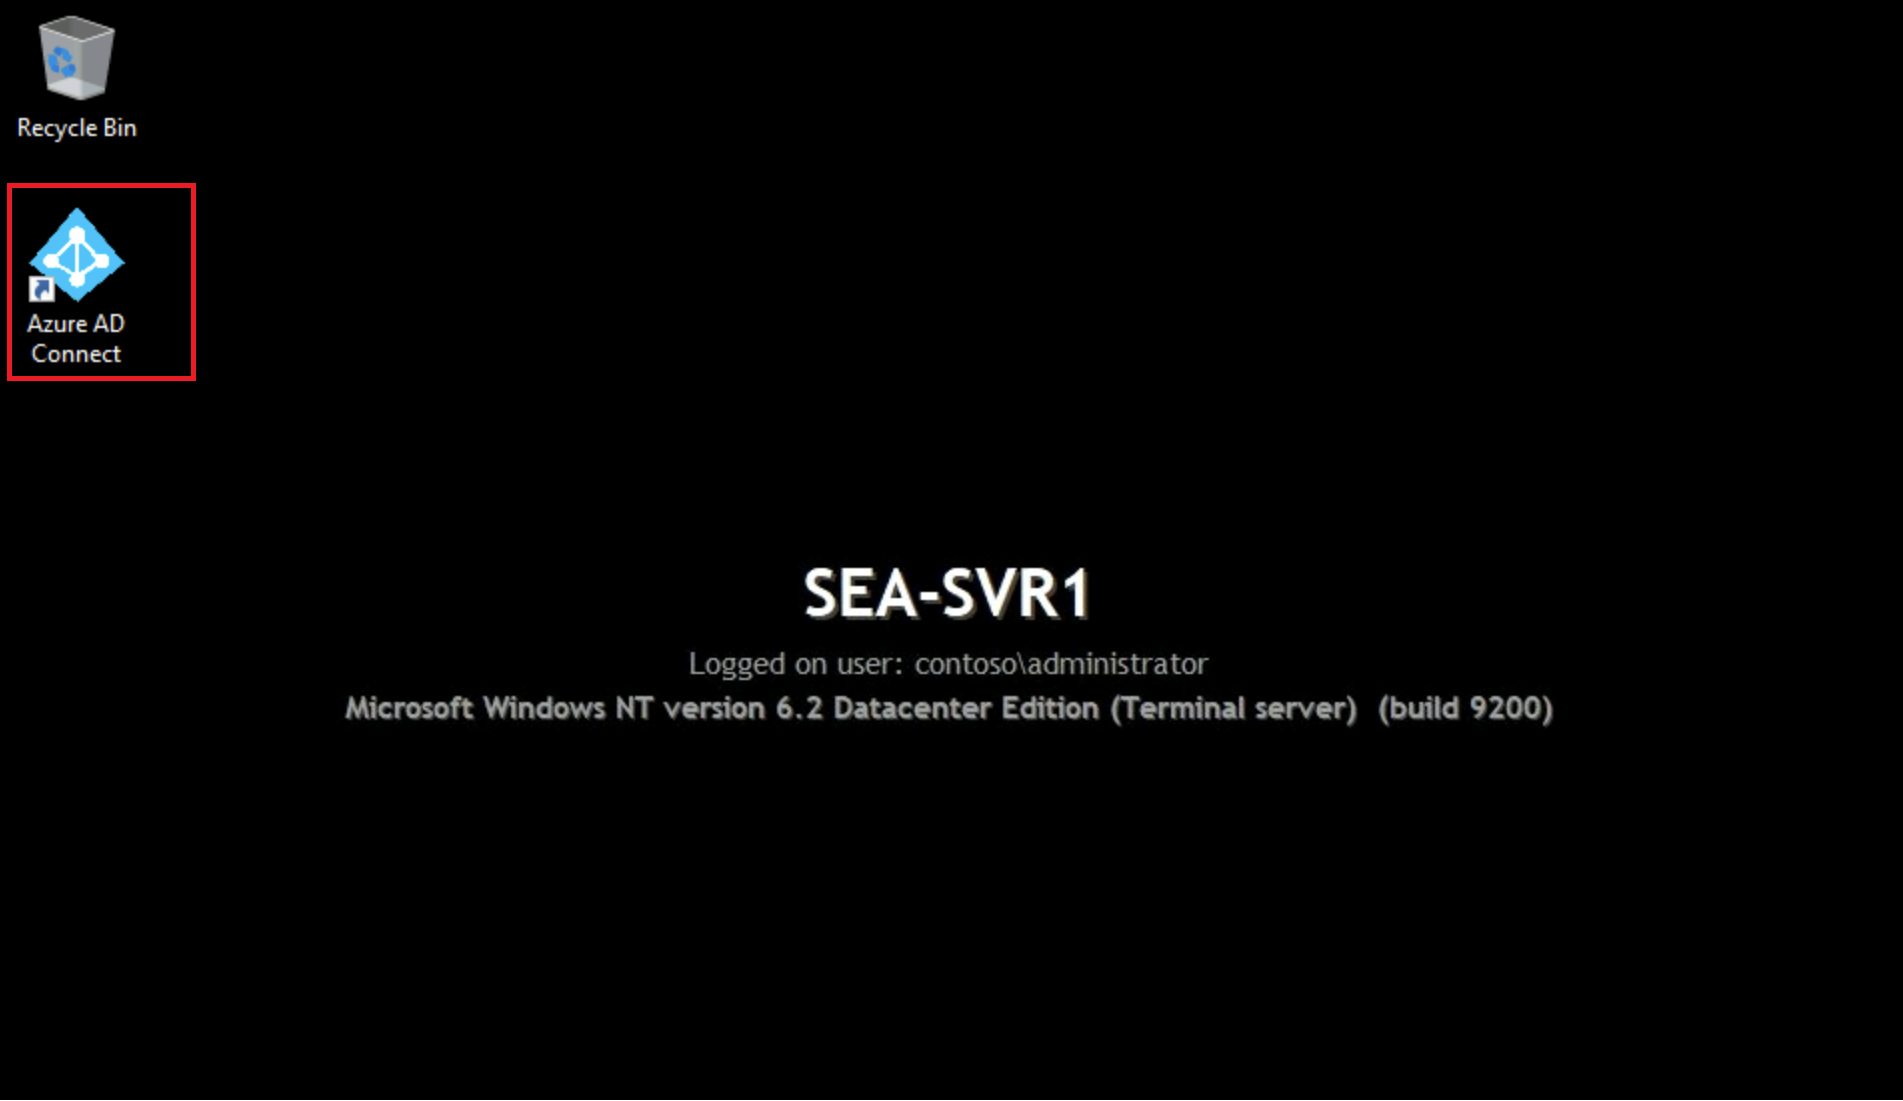 Recycle Bin
Azure AD
Connect
SEA-SVR1
Logged on user: contoso\administrator
Microsoft Windows NT version 6.2 Datacenter Edition (Terminal server)  (build 9200)